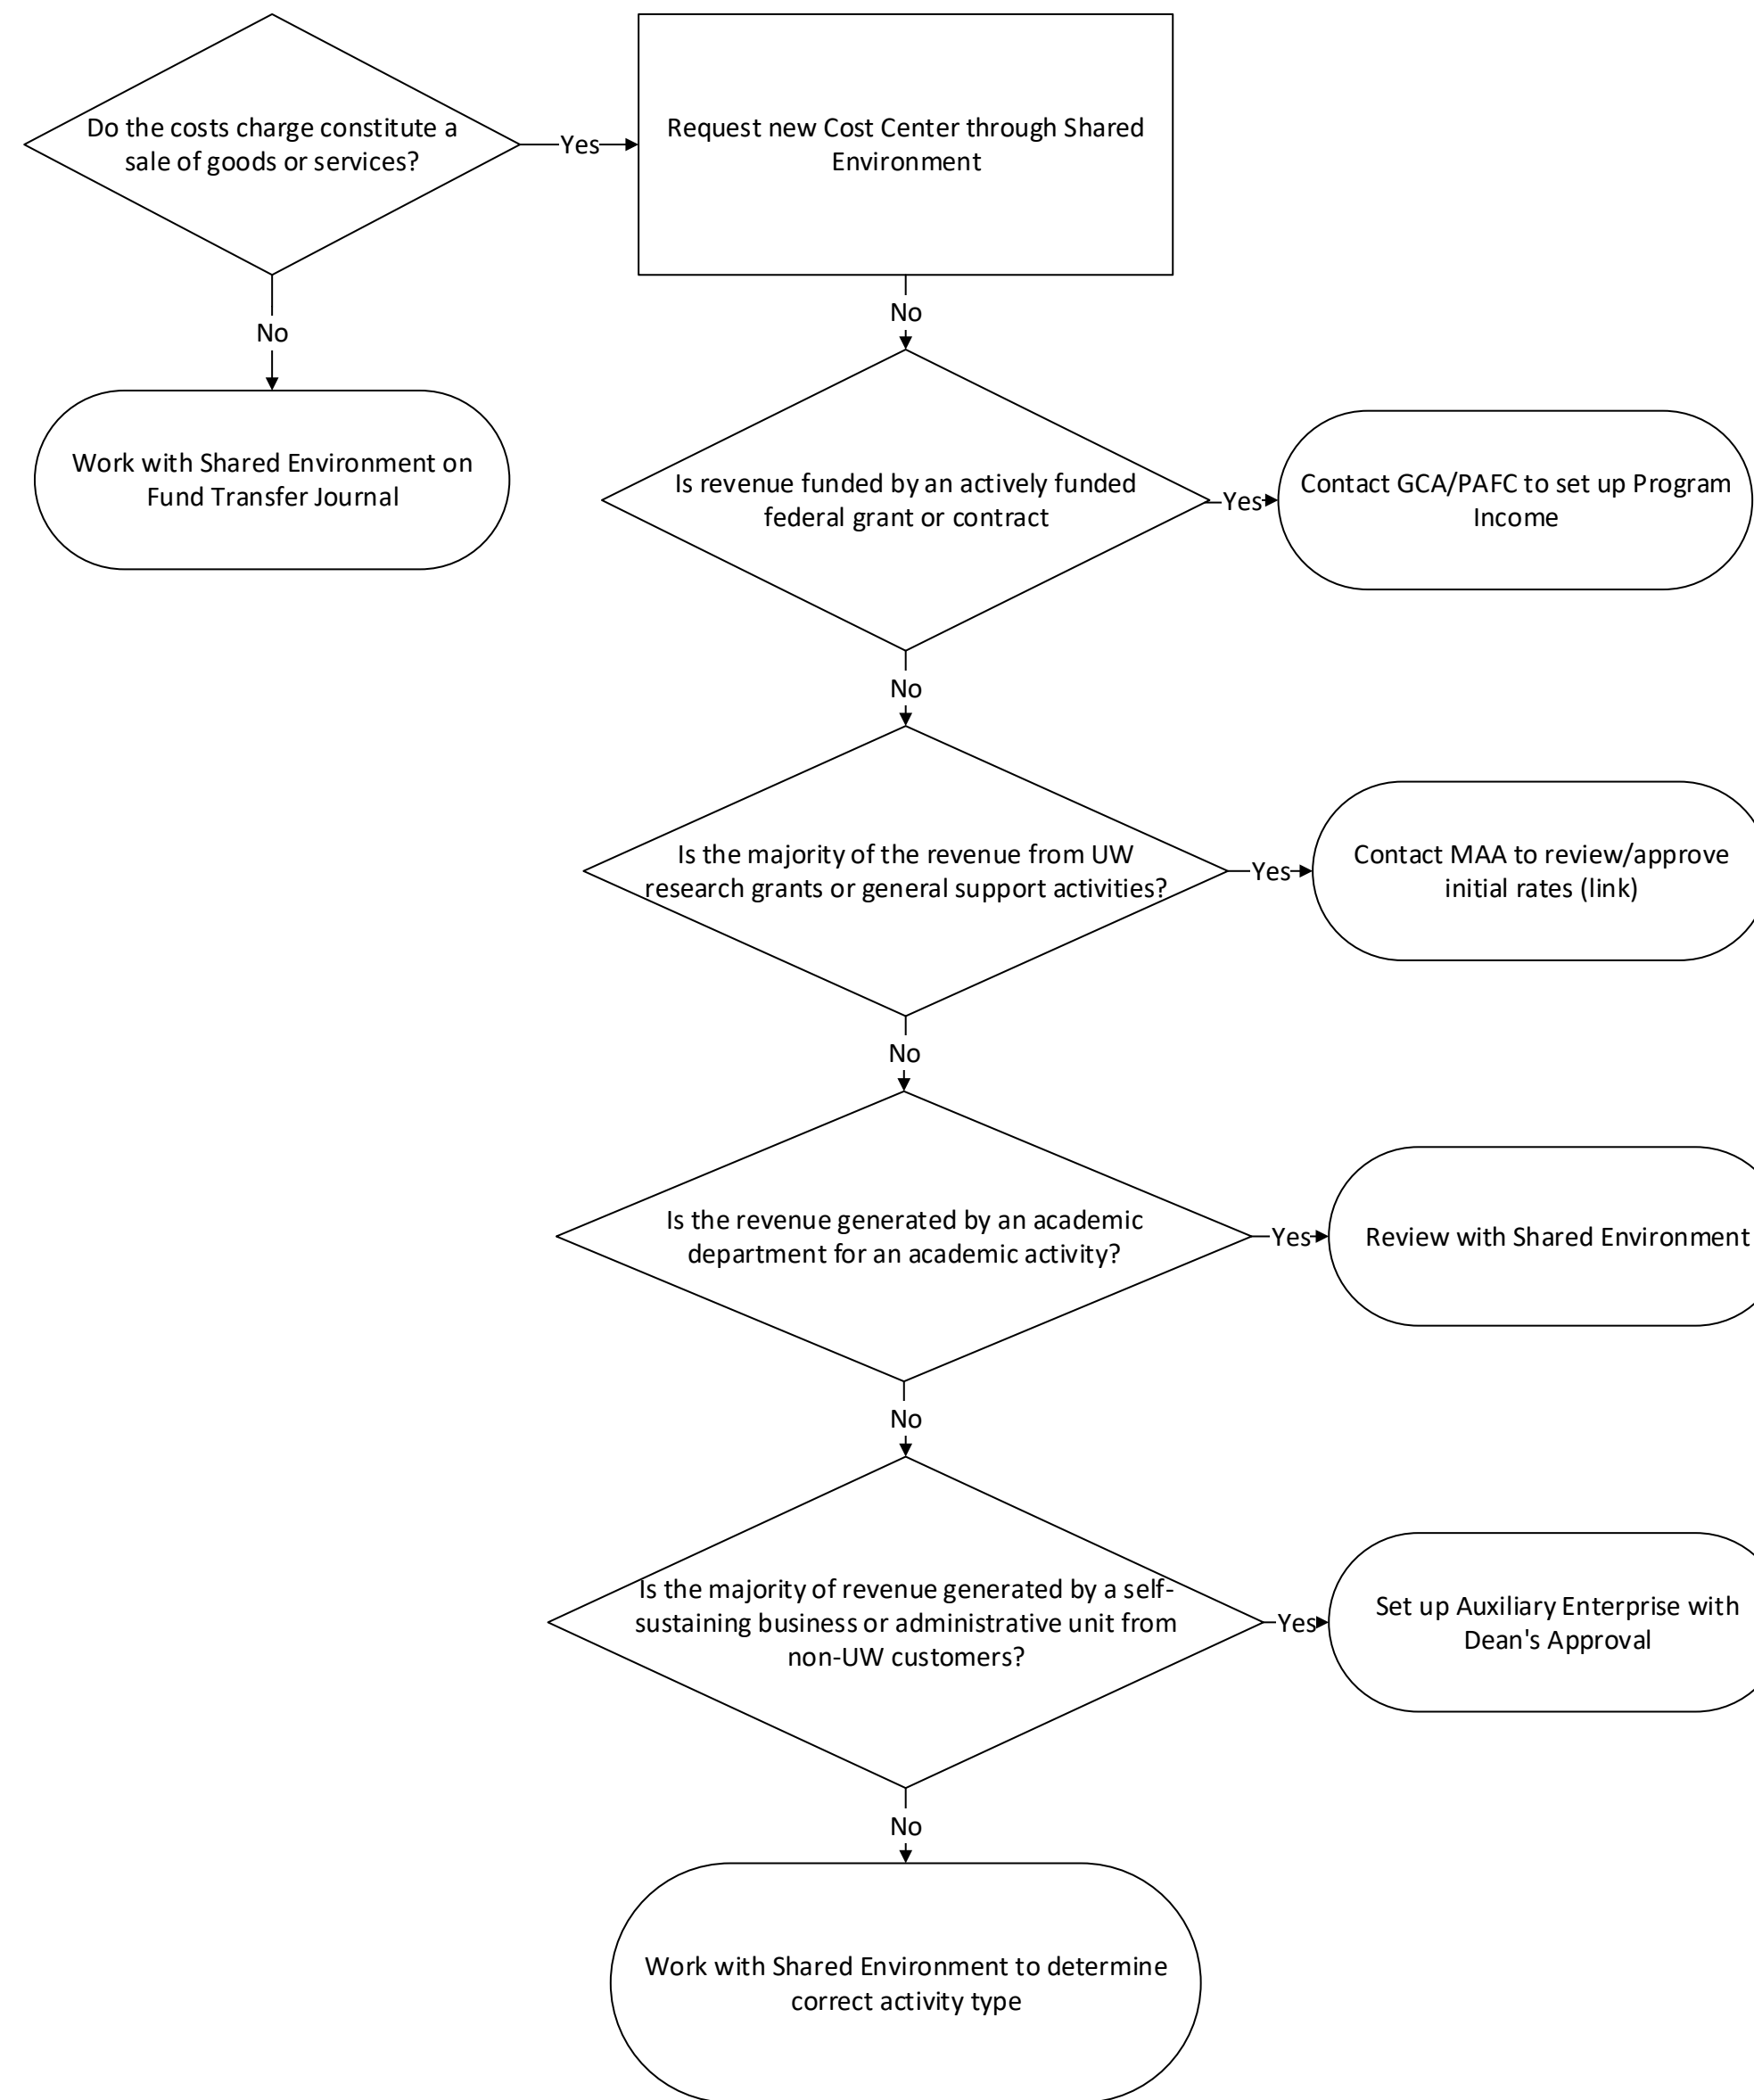 Do the costs charge constitute a
sale of goods or services?
Yes
Request new Cost Center through Shared
Environment
No
No
Work with Shared Environment on
Fund Transfer Journal
Is revenue funded by an actively funded
federal grant or contract
Yes
Contact GCA/PAFC to set up Program
Income
No
Is the majority of the revenue from UW
research grants or general support activities?
Yes
Contact MAA to review/approve
initial rates (link)
No
Is the revenue generated by an academic
department for an academic activity?
Yes
Review with Shared Environment
No
Is the majority of revenue generated by a self-
sustaining business or administrative unit from
non-UW customers?
Yes
Set up Auxiliary Enterprise with
Dean's Approval
No
Work with Shared Environment to determine
correct activity type